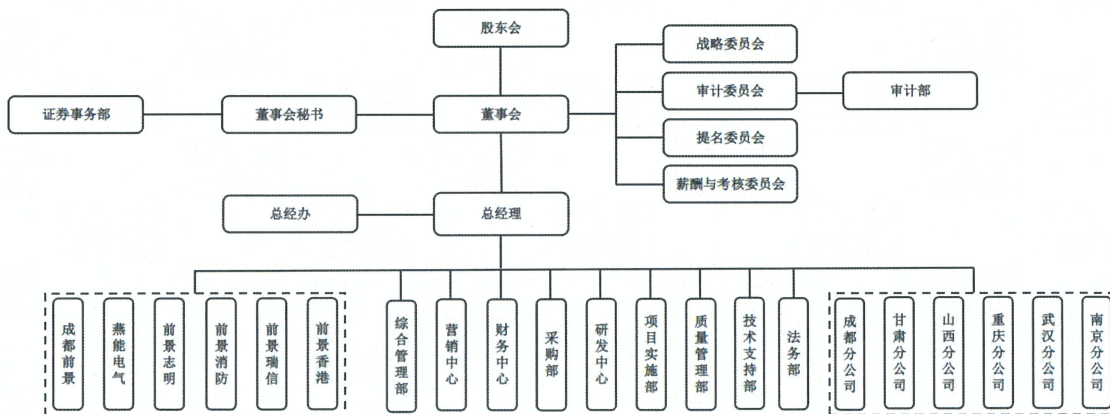 股东会
战略委员会
审计委员会
审计部
证券事务部
董事会秘书
董事会
提名委员会
薪酬与考核委员会
总经办
总经理
成都前景
燕能电气
前景志明
前景消防
前景瑞信
前景香港
综合管理部
营销中心
财务中心
采购部
研发中心
项目实施部
质量管理部
技术支持部
法务部
成都分公司
甘肃分公司
山西分公司
重庆分公司
武汉分公司
南京分公司